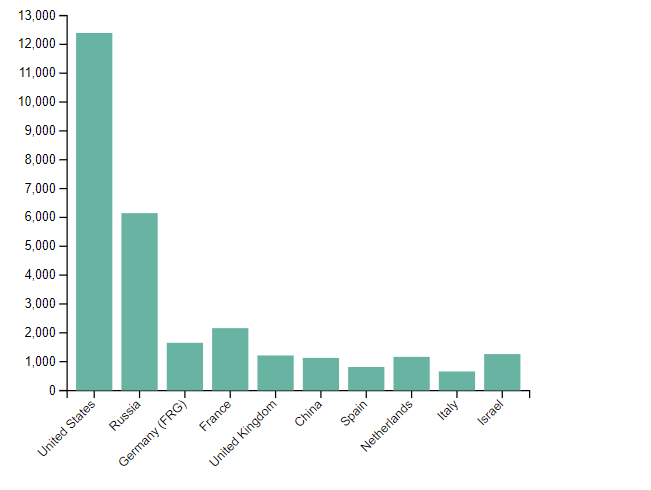 13,000
12,000
11,000
10,000
9,000
8,000
7,000
6,000
5,000
4,000
3,000
2,000
1,000
0
United States
Russia
Germany (FRG)
France
United Kingdom
China
Spain
Netherlands
Italy
Israel